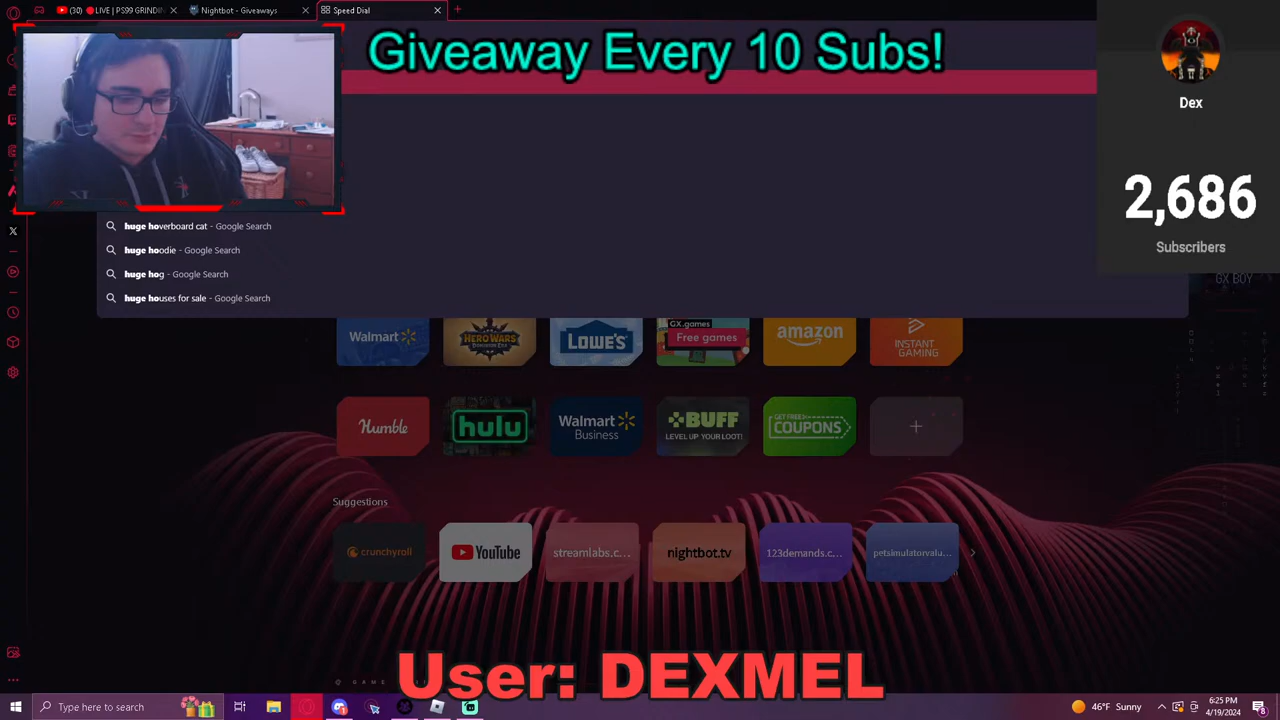 (30) 🔴LIVE | PS99 GRINDIN
Nightbot - Giveaways
Speed Dial
Giveaway Every 10 Subs!
Dex
2,686
Subscribers
GX BOY
huge hoverboard cat - Google Search
huge hoodie - Google Search
huge hog - Google Search
huge houses for sale - Google Search
Walmart
HERO WARS
LOWE'S
GX.games
Free games
amazon
INSTANT
GAMING
Humble
hulu
Walmart
Business
BUFF
LEVEL UP YOUR LOOT!
GET FREE
COUPONS
Suggestions
crunchyroll
YouTube
streamlabs.c...
nightbot.tv
123demands.c...
petsimulatorvalu...
User: DEXMEL
Type here to search
46°F Sunny
6:25 PM
4/19/2024
8